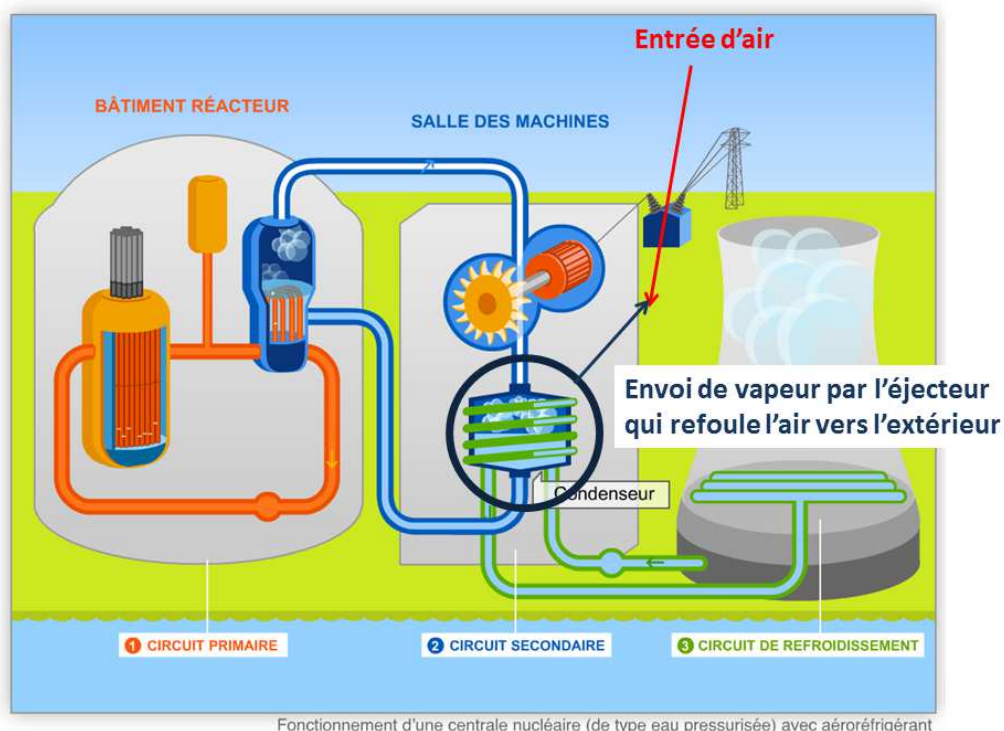 Entrée d’air
BÂTIMENT RÉACTEUR
SALLE DES MACHINES
Envoi de vapeur par l’éjecteur
qui refoule l’air vers l’extérieur
Condenseur
1 CIRCUIT PRIMAIRE
2 CIRCUIT SECONDAIRE
3 CIRCUIT DE REFROIDISSEMENT
Fonctionnement d'une centrale nucléaire (de type eau pressurisée) avec aéroréfrigérant